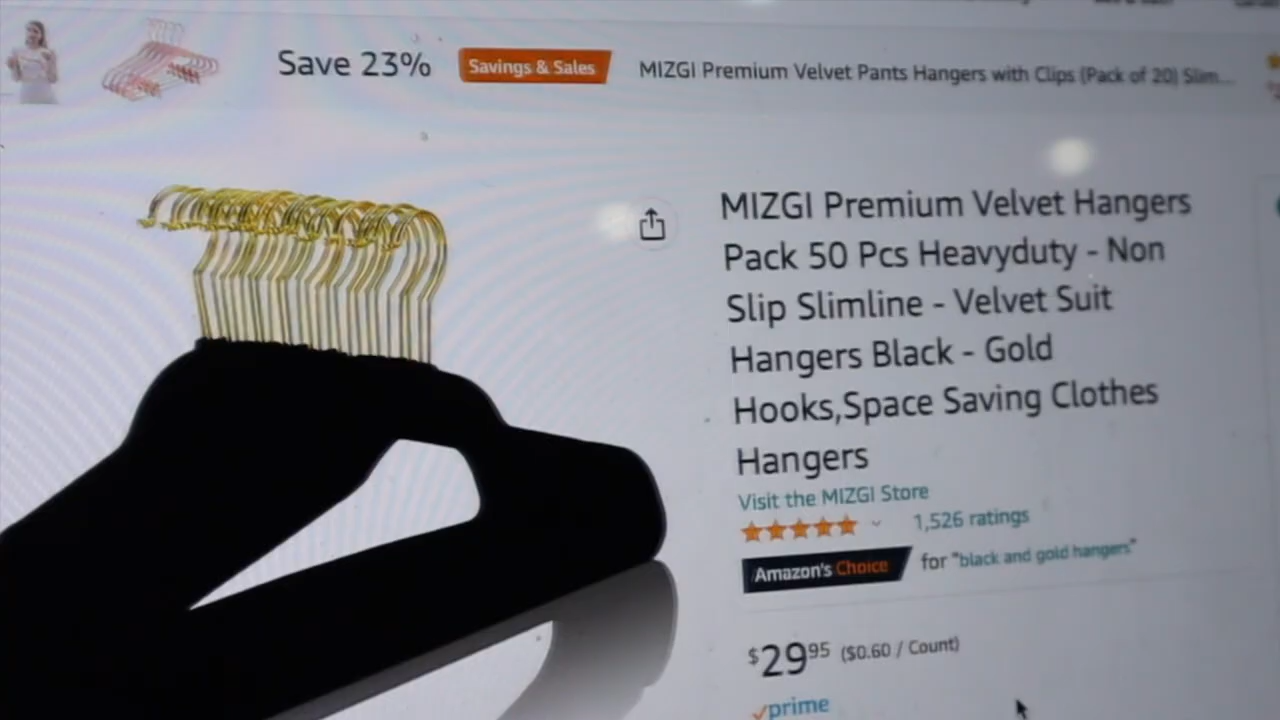 Save 23%
Savings & Sales
MIZGI Premium Velvet Pants Hangers with Clips (Pack of 20) Slim...
MIZGI Premium Velvet Hangers
Pack 50 Pcs Heavyduty - Non
Slip Slimline - Velvet Suit
Hangers Black - Gold
Hooks,Space Saving Clothes
Hangers
Visit the MIZGI Store
1,526 ratings
Amazon's Choice for "black and gold hangers"
$29 95 ($0.60 / Count)
prime